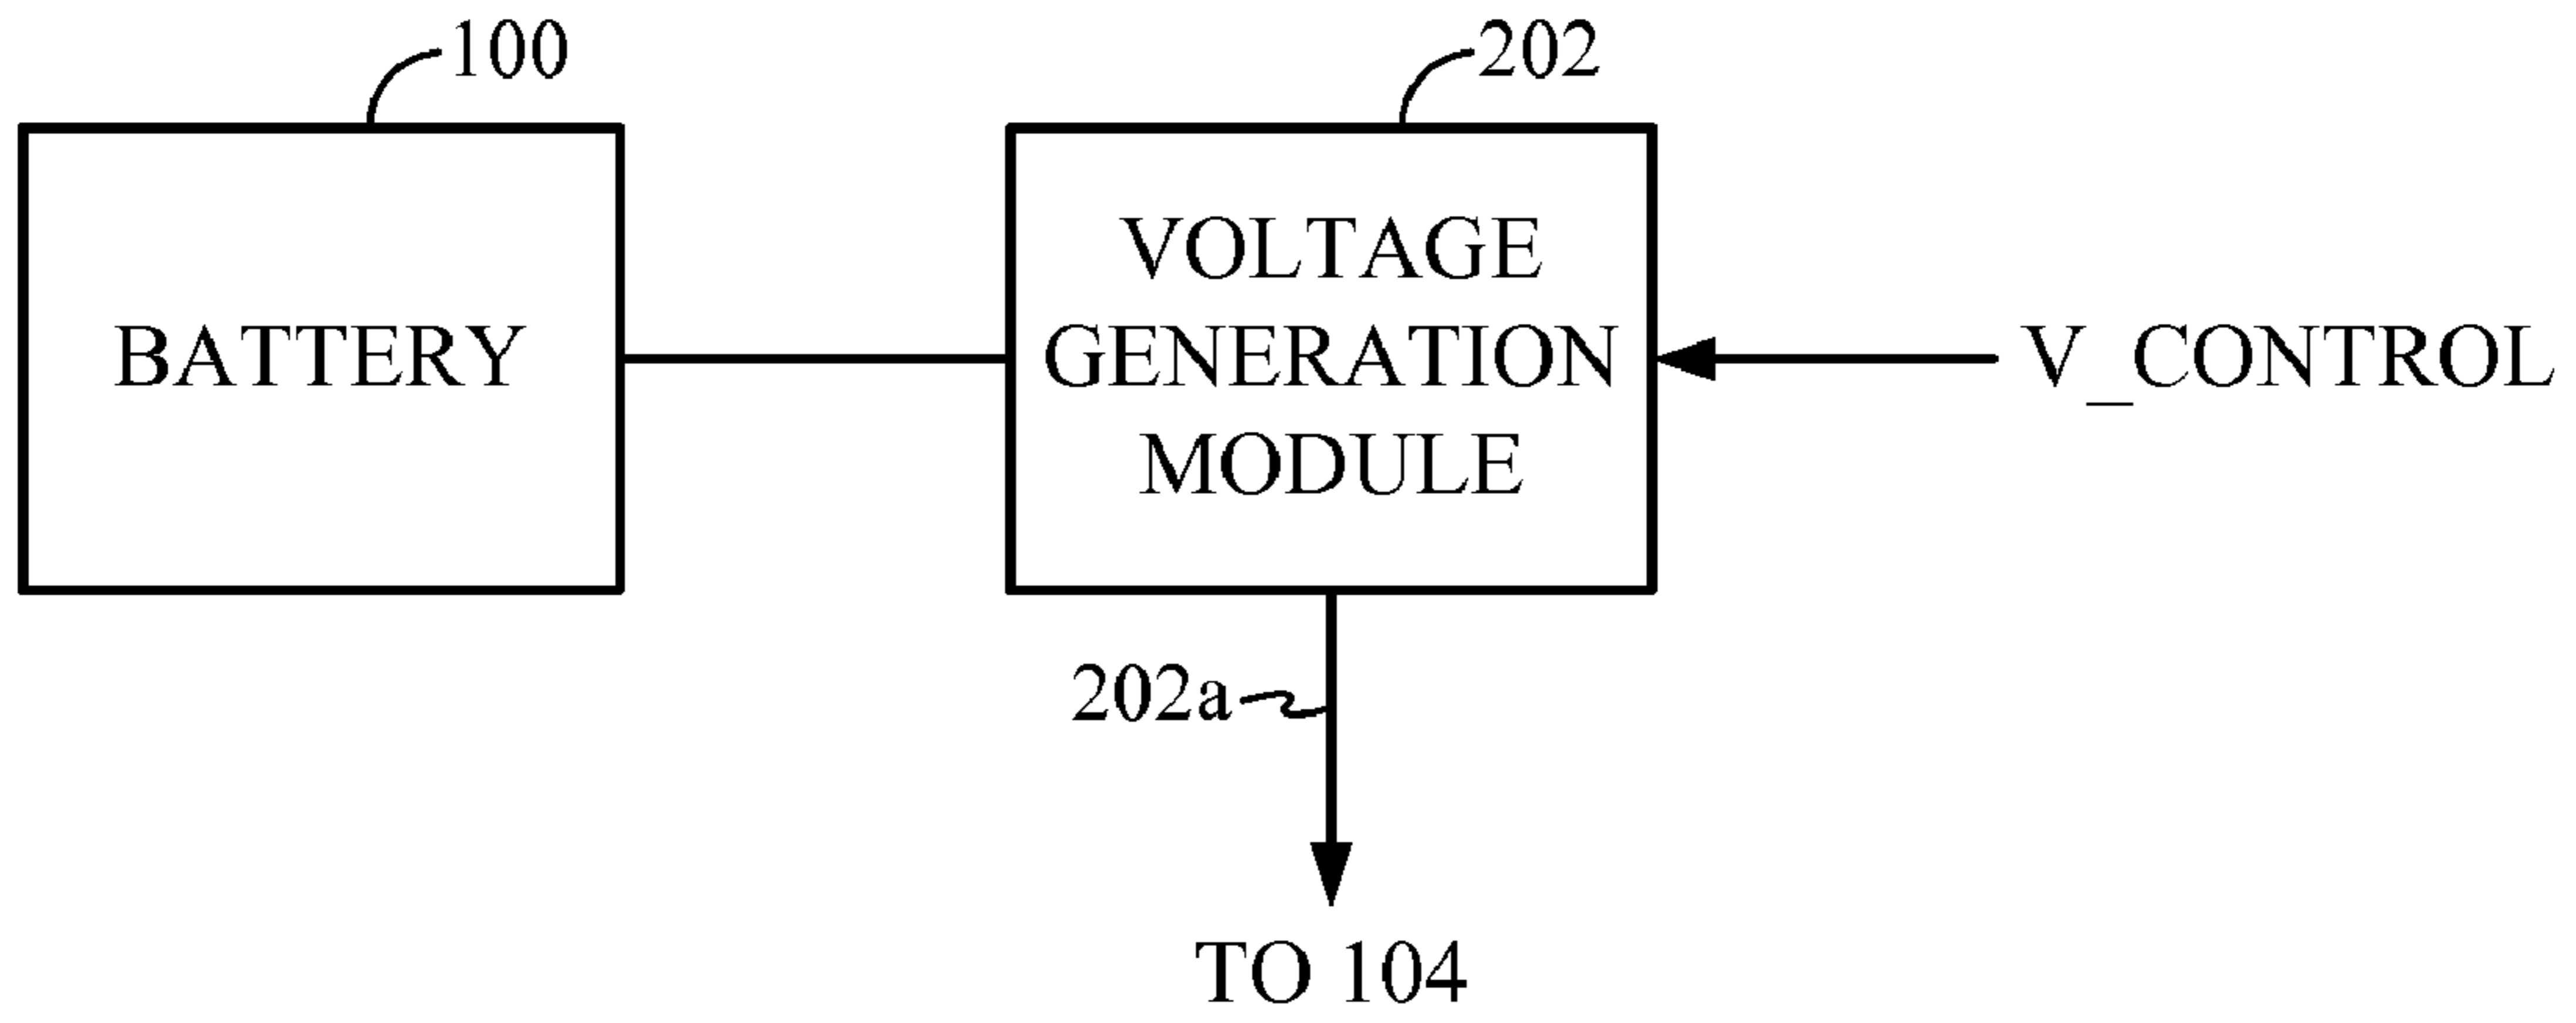 100
202
BATTERY
VOLTAGE
GENERATION
MODULE
V_CONTROL
202a
TO 104